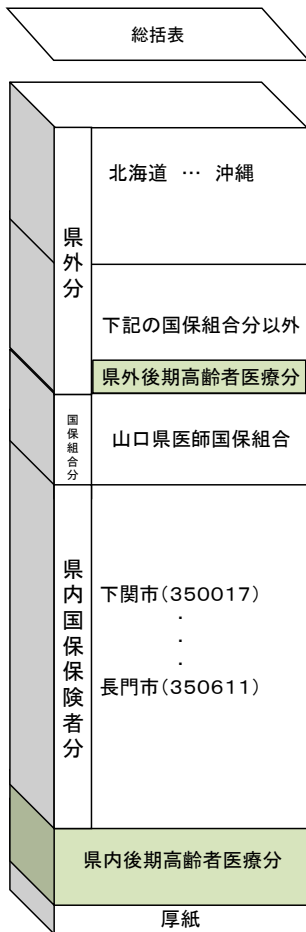 総括表
県外分
北海道 … 沖縄
下記の国保組合分以外
県外後期高齢者医療分
国保組合分
山口県医師国保組合
県内国保保険者分
下関市(350017)
・
・
・
長門市(350611)
県内後期高齢者医療分
厚紙